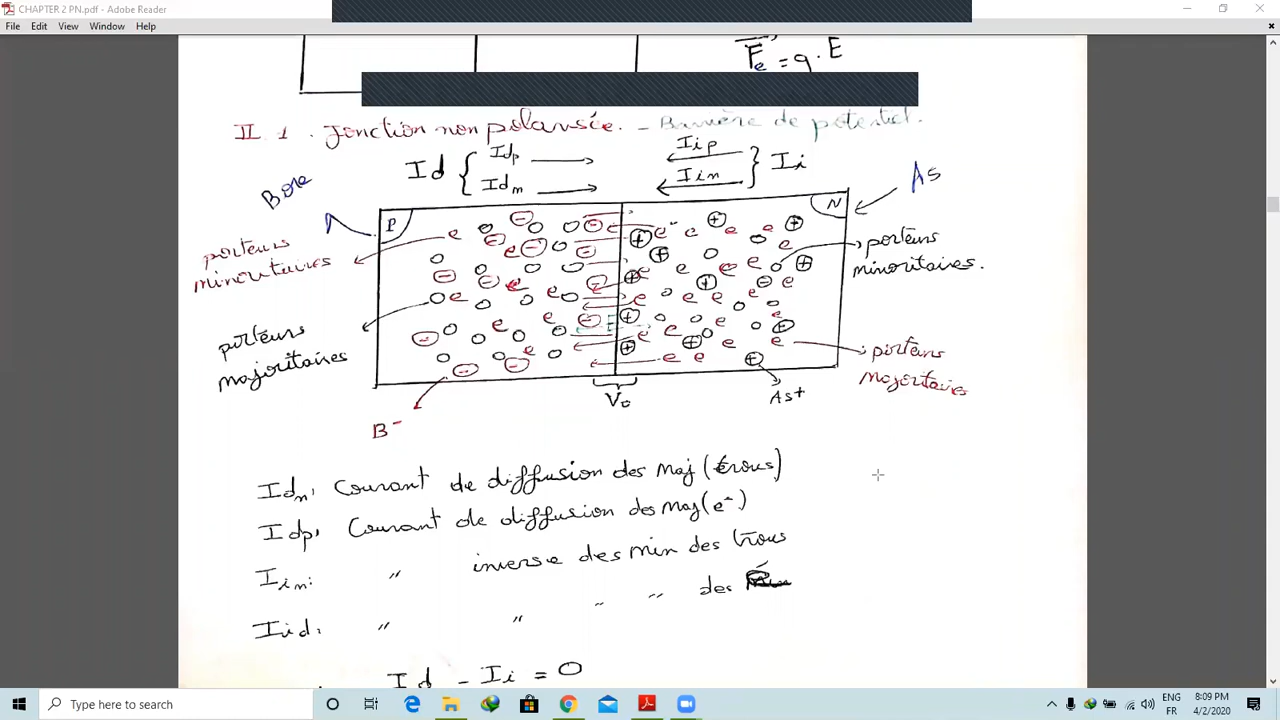 CHAPTER 2 PN.pdf - Adobe Reader
File Edit View Window Help
Fe = q . E
II 1 . Jonction non polarisée. - Barrière de potentiel.
Id { Idp Idn
Iip Iin } Ii
Bore
As
P
N
porteurs minoritaires
porteurs majoritaires
porteurs minoritaires.
porteurs majoritaires
E
Vo
B-
As+
Idn: Courant de diffusion des Maj (trous)
Idp: Courant de diffusion des Maj (e-)
Iin: " inverse des min des trous
Iid: " " " " des
Id - Ii = 0
Type here to search
ENG
FR
8:09 PM
4/2/2020